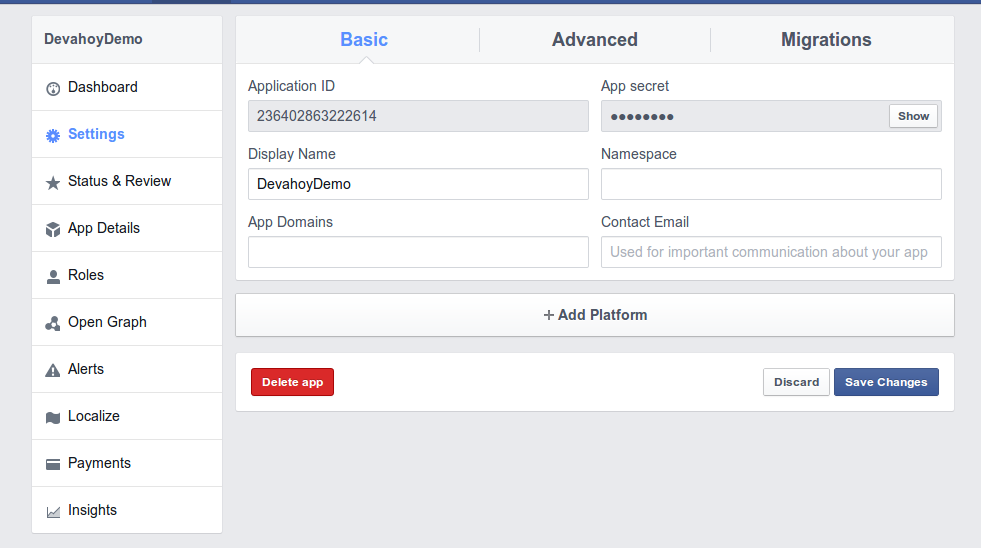 DevahoyDemo
Dashboard
Settings
Status & Review
App Details
Roles
Open Graph
Alerts
Localize
Payments
Insights
Basic Advanced Migrations
Application ID App secret
236402863222614 ●●●●●●●● Show
Display Name Namespace
DevahoyDemo
App Domains Contact Email
Used for important communication about your app
+ Add Platform
Delete app Discard Save Changes